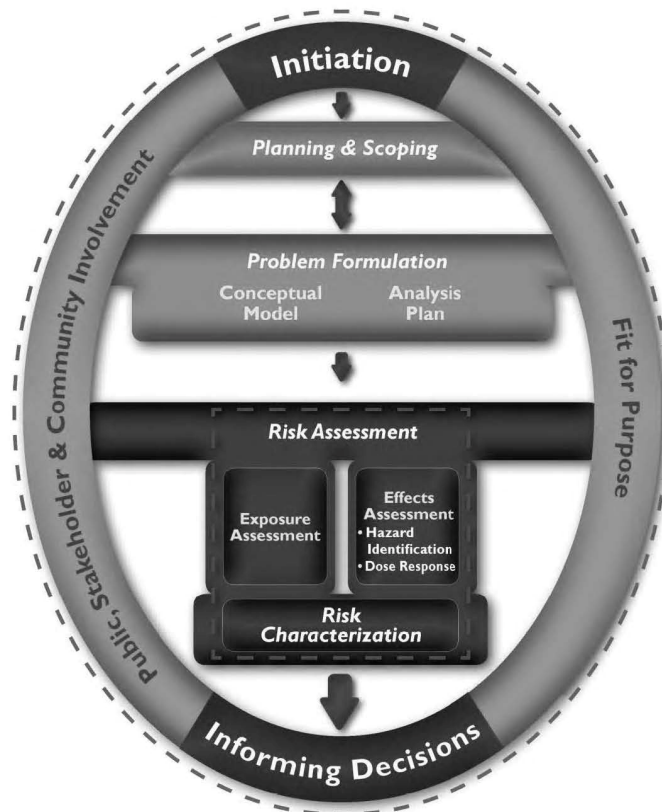 Initiation
Planning & Scoping
Problem Formulation
Conceptual
Model
Analysis
Plan
Risk Assessment
Exposure
Assessment
Effects
Assessment
• Hazard
Identification
• Dose Response
Risk
Characterization
Informing Decisions
Public, Stakeholder & Community Involvement
Fit for Purpose